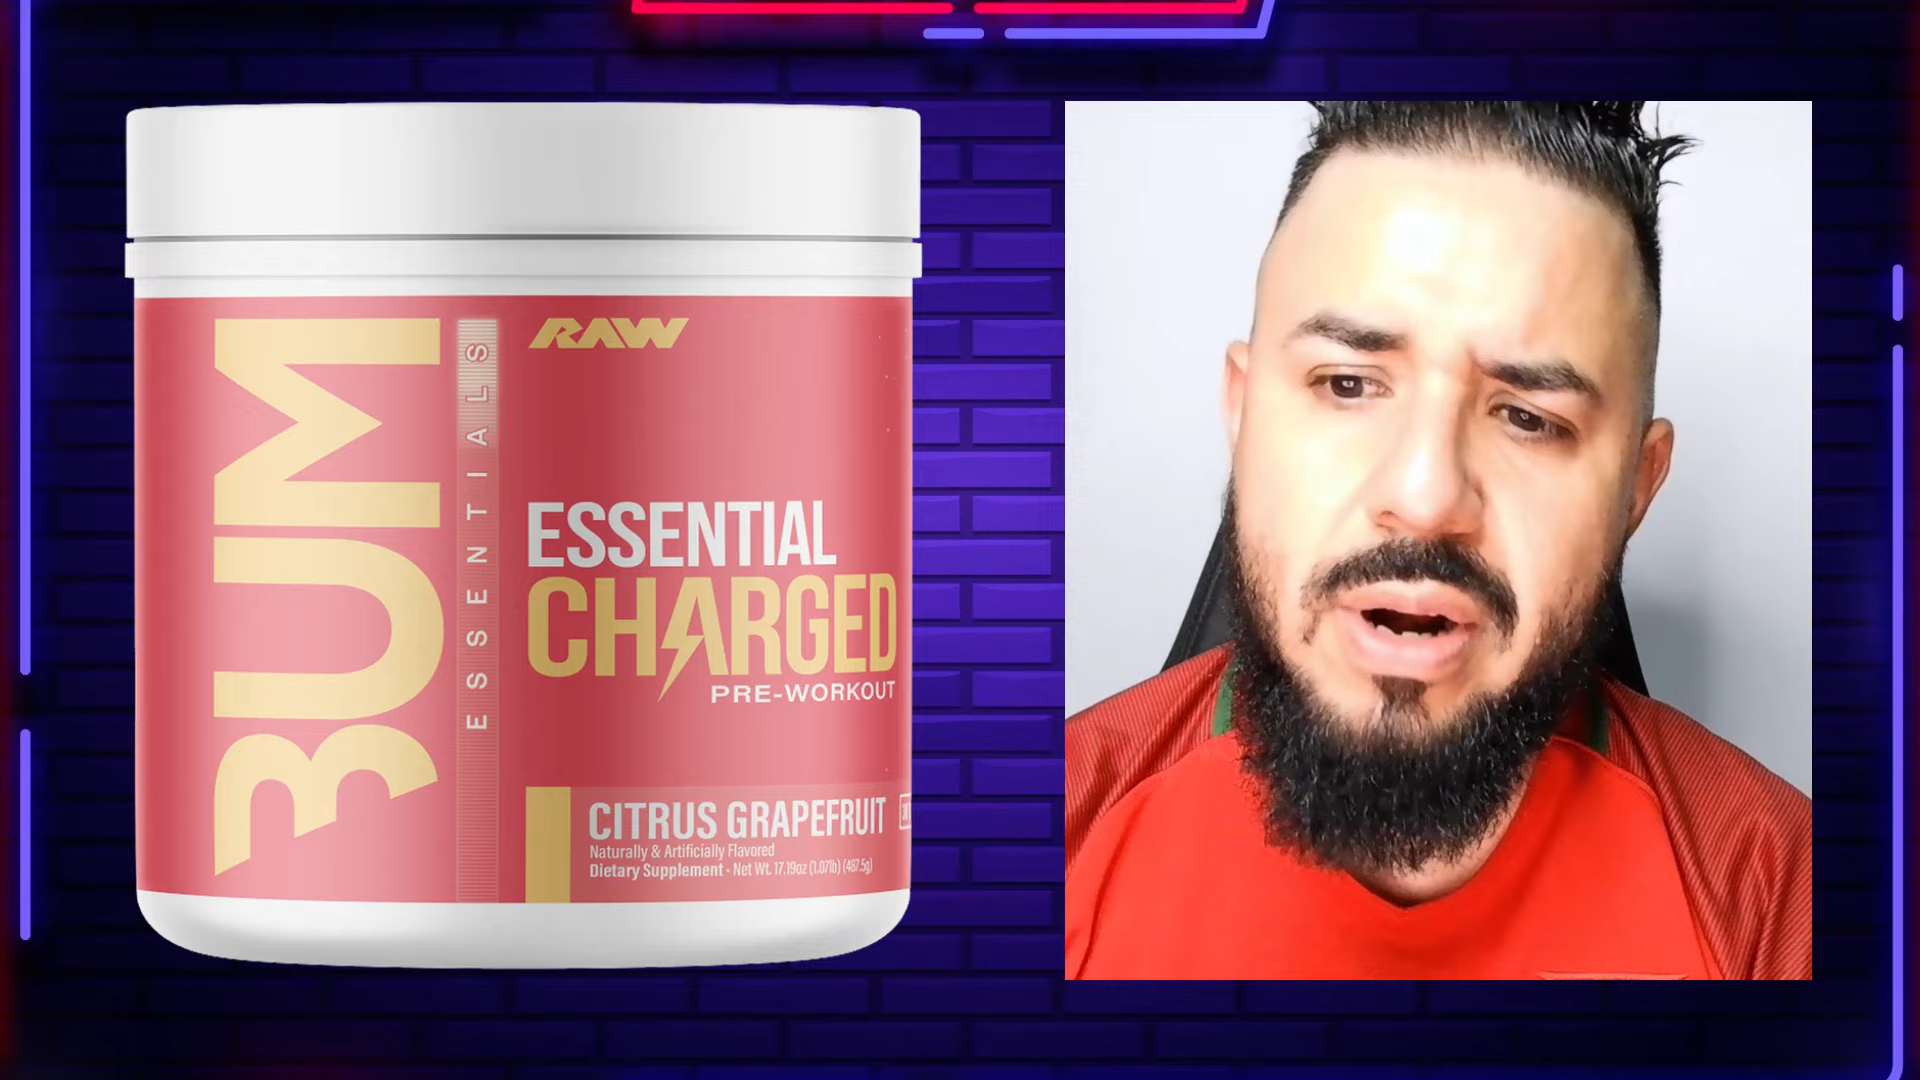 BUM
ESSENTIALS
RAW
ESSENTIAL
CHARGED
PRE-WORKOUT
CITRUS GRAPEFRUIT
Naturally & Artificially Flavored
Dietary Supplement • Net Wt. 17.19oz (1.07lb) (487.5g)